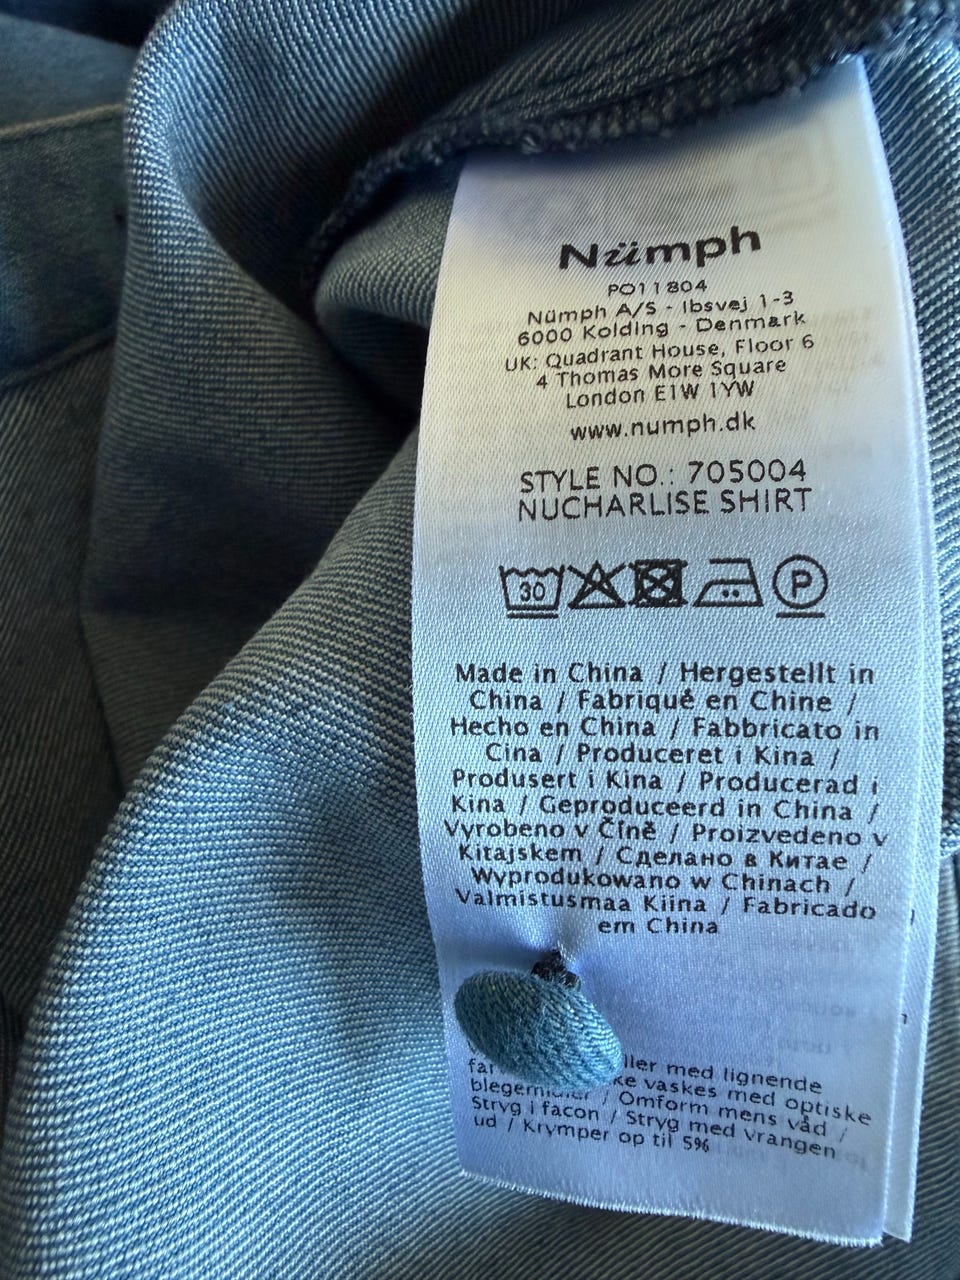 Nümph
PO11804
Nümph A/S - Ibsvej 1-3
6000 Kolding - Denmark
UK: Quadrant House, Floor 6
4 Thomas More Square
London E1W 1YW
www.numph.dk
STYLE NO.: 705004
NUCHARLISE SHIRT
30 P
Made in China / Hergestellt in
China / Fabriqué en Chine /
Hecho en China / Fabbricato in
Cina / Produceret i Kina /
Produsert i Kina / Producerad i
Kina / Geproduceerd in China /
Vyrobeno v Číně / Proizvedeno v
Kitajskem / Сделано в Китае /
Wyprodukowano w Chinach /
Valmistusmaa Kiina / Fabricado
em China
med lignende
vaskes med optiske
/ Omform mens våd /
Stryg i facon / Stryg med vrangen
ud / Krymper op til 5%